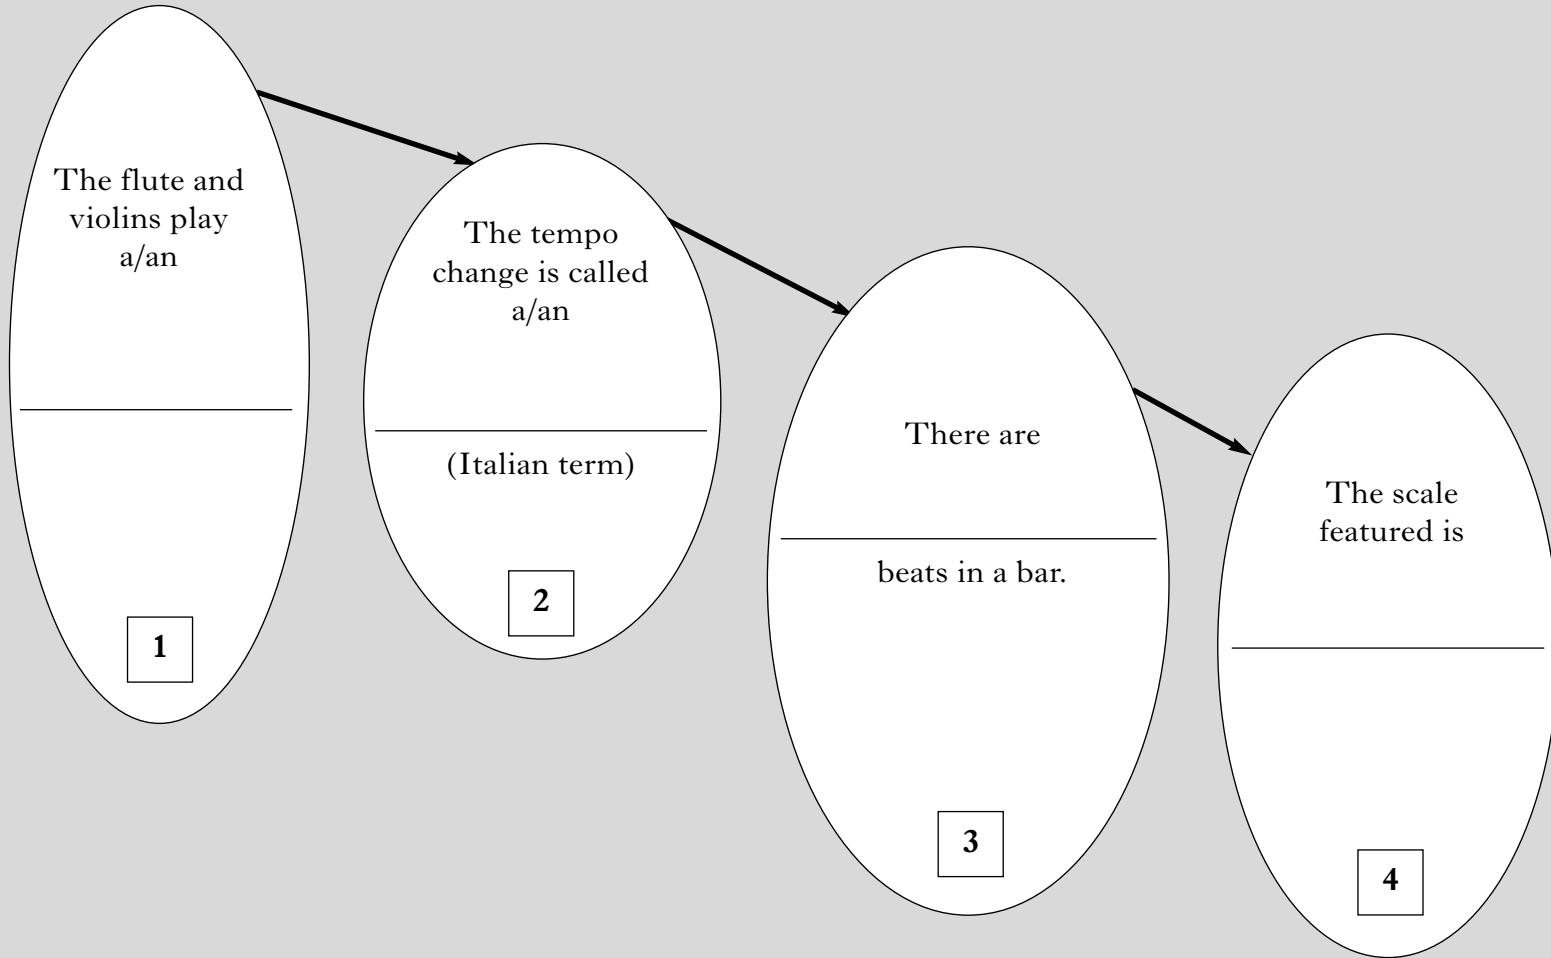 The flute and
violins play
a/an
1
The tempo
change is called
a/an
(Italian term)
2
There are
beats in a bar.
3
The scale
featured is
4